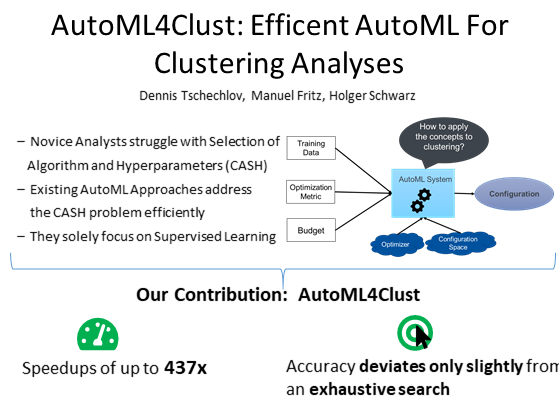 AutoML4Clust: Efficent AutoML For
Clustering Analyses
Dennis Tschechlov, Manuel Fritz, Holger Schwarz
– Novice Analysts struggle with Selection of
Algorithm and Hyperparameters (CASH)
– Existing AutoML Approaches address
the CASH problem efficiently
– They solely focus on Supervised Learning
How to apply
the concepts to
clustering?
Training
Data
Optimization
Metric
Budget
AutoML System
Configuration
Optimizer
Configuration
Space
Our Contribution: AutoML4Clust
Speedups of up to 437x
Accuracy deviates only slightly from
an exhaustive search